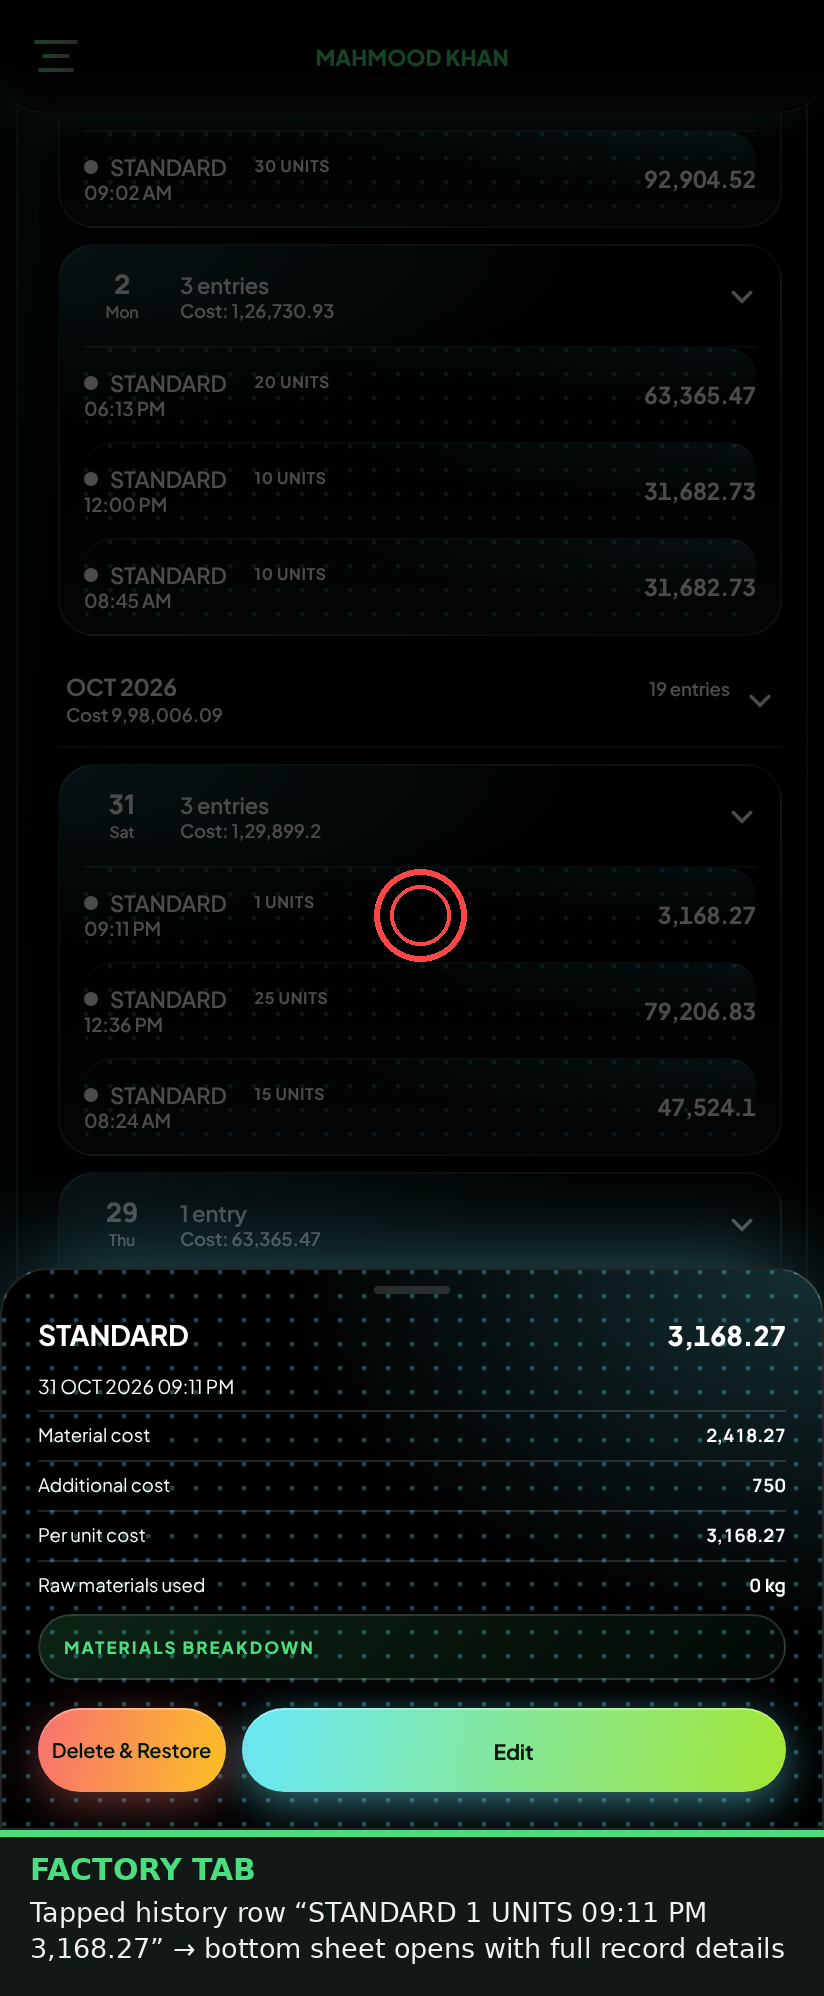 MAHMOOD KHAN
STANDARD 30 UNITS 92,904.52
09:02 AM
2 3 entries
Mon Cost: 1,26,730.93
STANDARD 20 UNITS 63,365.47
06:13 PM
STANDARD 10 UNITS 31,682.73
12:00 PM
STANDARD 10 UNITS 31,682.73
08:45 AM
OCT 2026 19 entries
Cost 9,98,006.09
31 3 entries
Sat Cost: 1,29,899.2
STANDARD 1 UNITS 3,168.27
09:11 PM
STANDARD 25 UNITS 79,206.83
12:36 PM
STANDARD 15 UNITS 47,524.1
08:24 AM
29 1 entry
Thu Cost: 63,365.47
STANDARD 3,168.27
31 OCT 2026 09:11 PM
Material cost 2,418.27
Additional cost 750
Per unit cost 3,168.27
Raw materials used 0 kg
MATERIALS BREAKDOWN
Delete & Restore Edit
FACTORY TAB
Tapped history row “STANDARD 1 UNITS 09:11 PM
3,168.27” → bottom sheet opens with full record details